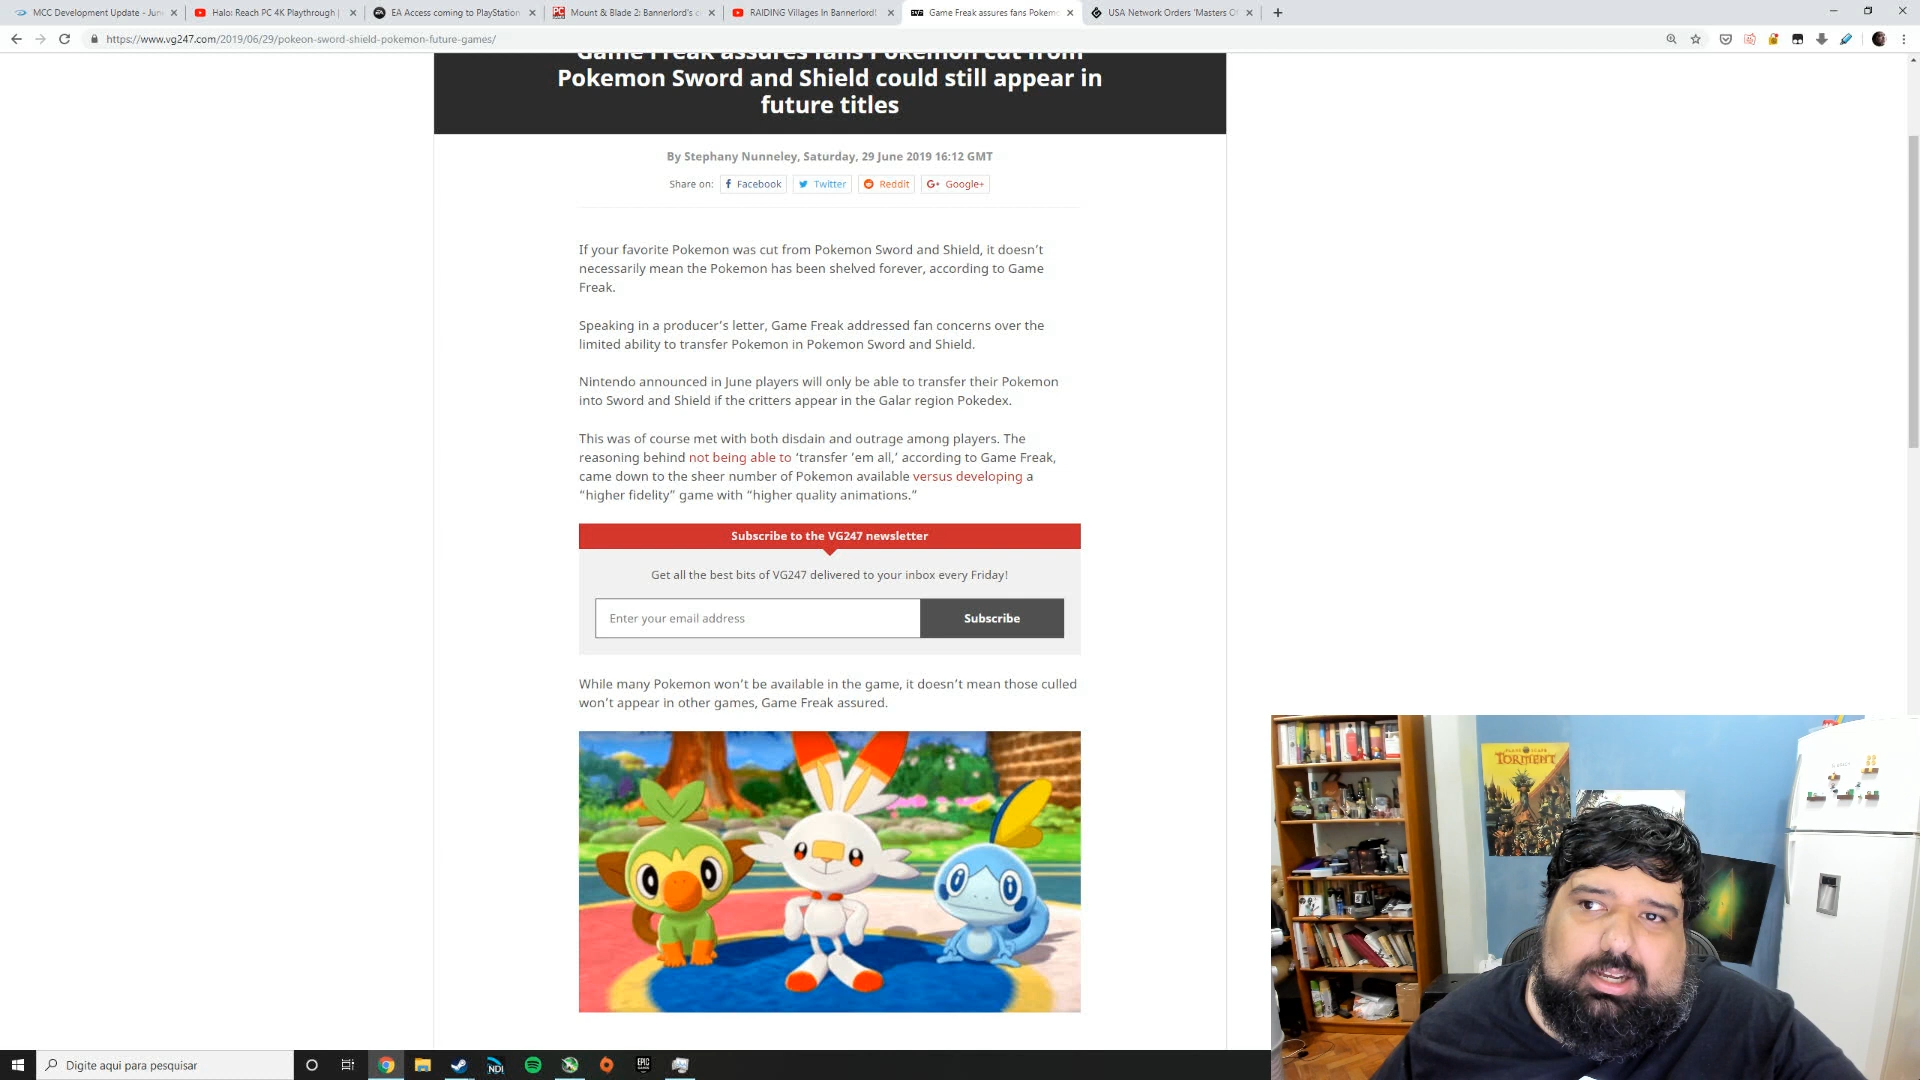 MCC Development Update - Jun
Halo: Reach PC 4K Playthrough |
EA Access coming to PlayStation
Mount & Blade 2: Bannerlord's c
RAIDING Villages In Bannerlord!
Game Freak assures fans Pokem
USA Network Orders 'Masters O
https://www.vg247.com/2019/06/29/pokeon-sword-shield-pokemon-future-games/
Game Freak assures fans Pokemon cut from
Pokemon Sword and Shield could still appear in
future titles
By Stephany Nunneley, Saturday, 29 June 2019 16:12 GMT
Share on: Facebook Twitter Reddit G+ Google+
If your favorite Pokemon was cut from Pokemon Sword and Shield, it doesn't
necessarily mean the Pokemon has been shelved forever, according to Game
Freak.
Speaking in a producer's letter, Game Freak addressed fan concerns over the
limited ability to transfer Pokemon in Pokemon Sword and Shield.
Nintendo announced in June players will only be able to transfer their Pokemon
into Sword and Shield if the critters appear in the Galar region Pokedex.
This was of course met with both disdain and outrage among players. The
reasoning behind not being able to 'transfer 'em all,' according to Game Freak,
came down to the sheer number of Pokemon available versus developing a
"higher fidelity" game with "higher quality animations."
Subscribe to the VG247 newsletter
Get all the best bits of VG247 delivered to your inbox every Friday!
Enter your email address
Subscribe
While many Pokemon won't be available in the game, it doesn't mean those culled
won't appear in other games, Game Freak assured.
TORMENT
Digite aqui para pesquisar
NDI
EPIC